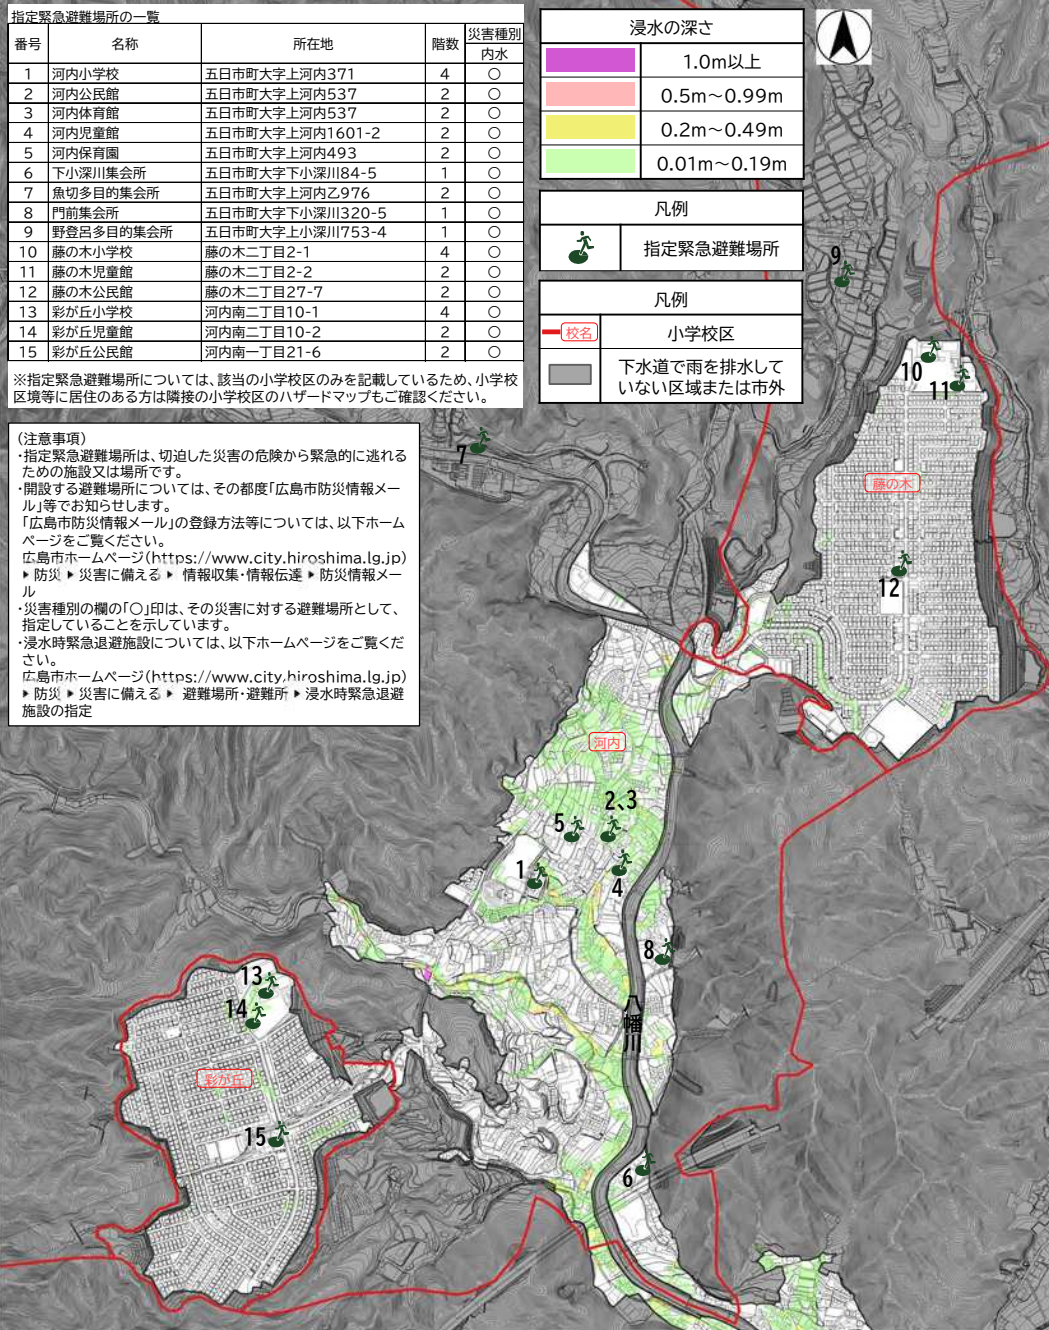 指定緊急避難場所の一覧
番号 名称 所在地 階数 災害種別
内水
1 河内小学校 五日市町大字上河内371 4 ○
2 河内公民館 五日市町大字上河内537 2 ○
3 河内体育館 五日市町大字上河内537 2 ○
4 河内児童館 五日市町大字上河内1601-2 2 ○
5 河内保育園 五日市町大字上河内493 2 ○
6 下小深川集会所 五日市町大字下小深川84-5 1 ○
7 魚切多目的集会所 五日市町大字上河内乙976 2 ○
8 門前集会所 五日市町大字下小深川320-5 1 ○
9 野登呂多目的集会所 五日市町大字上小深川753-4 1 ○
10 藤の木小学校 藤の木二丁目2-1 4 ○
11 藤の木児童館 藤の木二丁目2-2 2 ○
12 藤の木公民館 藤の木二丁目27-7 2 ○
13 彩が丘小学校 河内南二丁目10-1 4 ○
14 彩が丘児童館 河内南二丁目10-2 2 ○
15 彩が丘公民館 河内南一丁目21-6 2 ○
※指定緊急避難場所については、該当の小学校区のみを記載しているため、小学校
区境等に居住のある方は隣接の小学校区のハザードマップもご確認ください。
浸水の深さ
1.0m以上
0.5m～0.99m
0.2m～0.49m
0.01m～0.19m
凡例
指定緊急避難場所
凡例
校名 小学校区
下水道で雨を排水して
いない区域または市外
(注意事項)
・指定緊急避難場所は、切迫した災害の危険から緊急的に逃れる
ための施設又は場所です。
・開設する避難場所については、その都度「広島市防災情報メー
ル」等でお知らせします。
「広島市防災情報メール」の登録方法等については、以下ホーム
ページをご覧ください。
広島市ホームページ(https://www.city.hiroshima.lg.jp)
▶防災▶災害に備える▶ 情報収集・情報伝達▶防災情報メー
ル
・災害種別の欄の「○」印は、その災害に対する避難場所として、
指定していることを示しています。
・浸水時緊急退避施設については、以下ホームページをご覧くだ
さい。
広島市ホームページ(https://www.city.hiroshima.lg.jp)
▶防災▶災害に備える▶ 避難場所・避難所▶浸水時緊急退避
施設の指定
9
10
11
7
藤の木
12
河内
2、3
5
1
4
8
八幡川
13
14
彩が丘
15
6